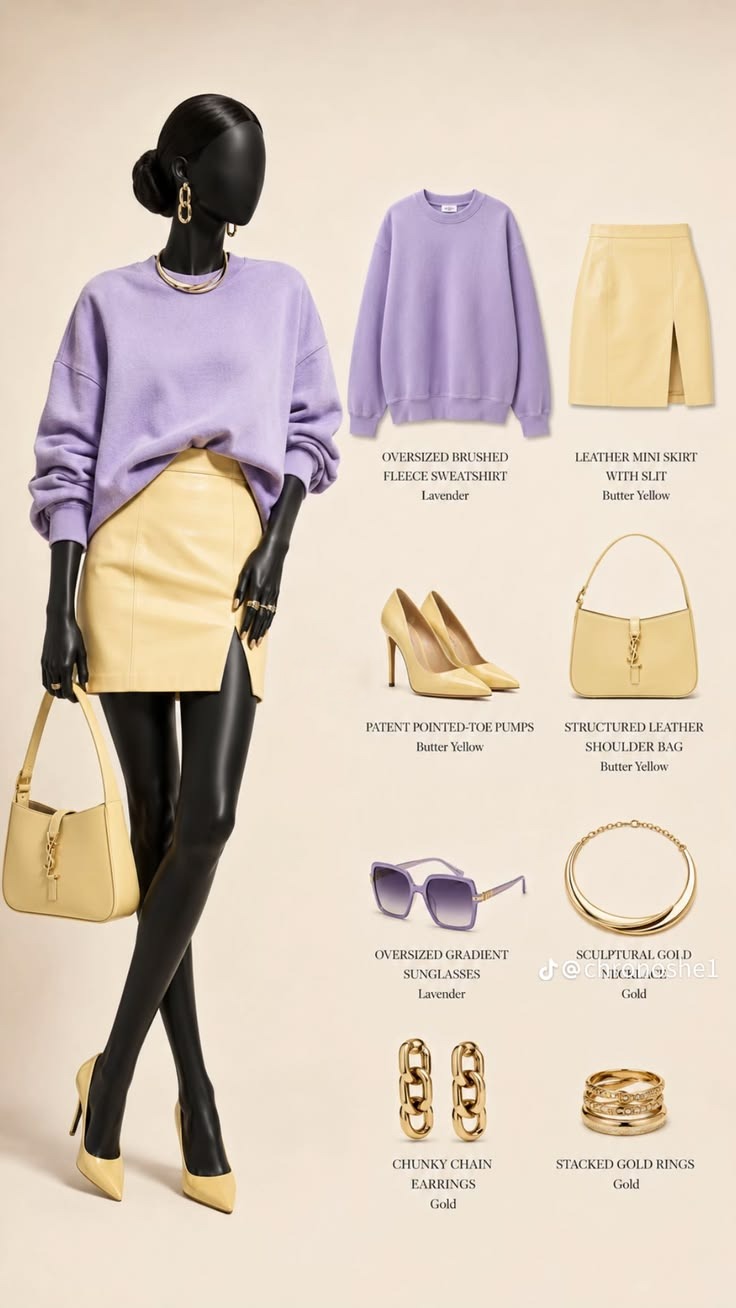 OVERSIZED BRUSHED
FLEECE SWEATSHIRT
Lavender
LEATHER MINI SKIRT
WITH SLIT
Butter Yellow
PATENT POINTED-TOE PUMPS
Butter Yellow
STRUCTURED LEATHER
SHOULDER BAG
Butter Yellow
OVERSIZED GRADIENT
SUNGLASSES
Lavender
SCULPTURAL GOLD
NECKLACE
Gold
@chronoshe1
CHUNKY CHAIN
EARRINGS
Gold
STACKED GOLD RINGS
Gold